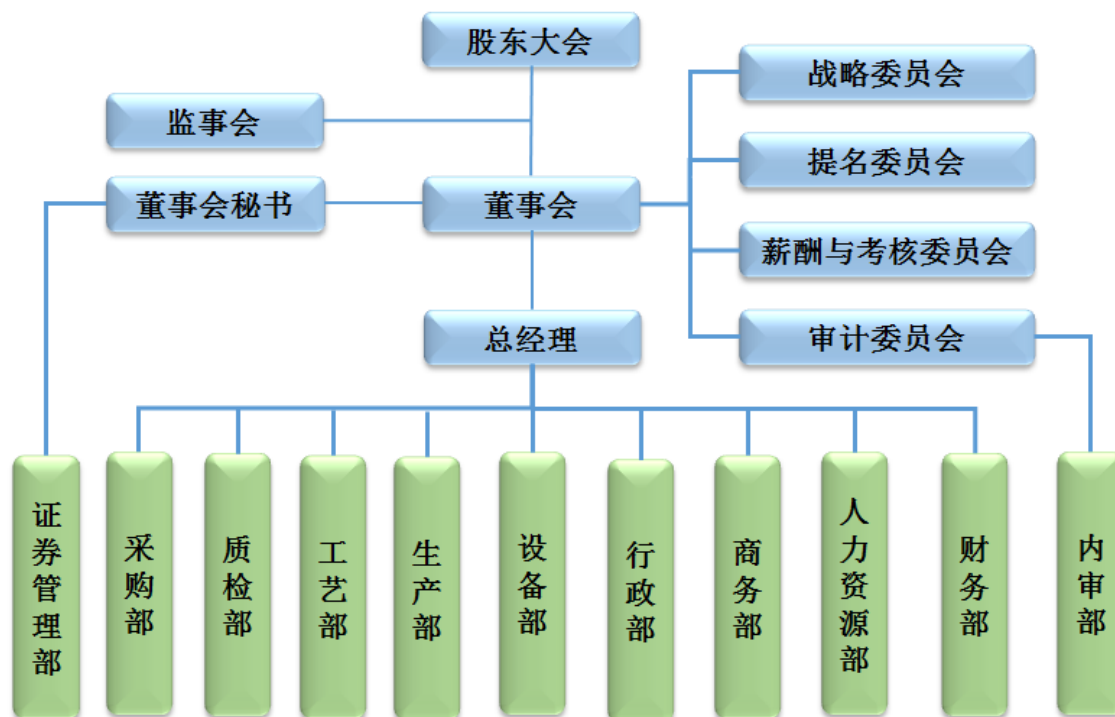 股东大会
战略委员会
监事会
提名委员会
董事会秘书
董事会
薪酬与考核委员会
总经理
审计委员会
证券管理部
采购部
质检部
工艺部
生产部
设备部
行政部
商务部
人力资源部
财务部
内审部